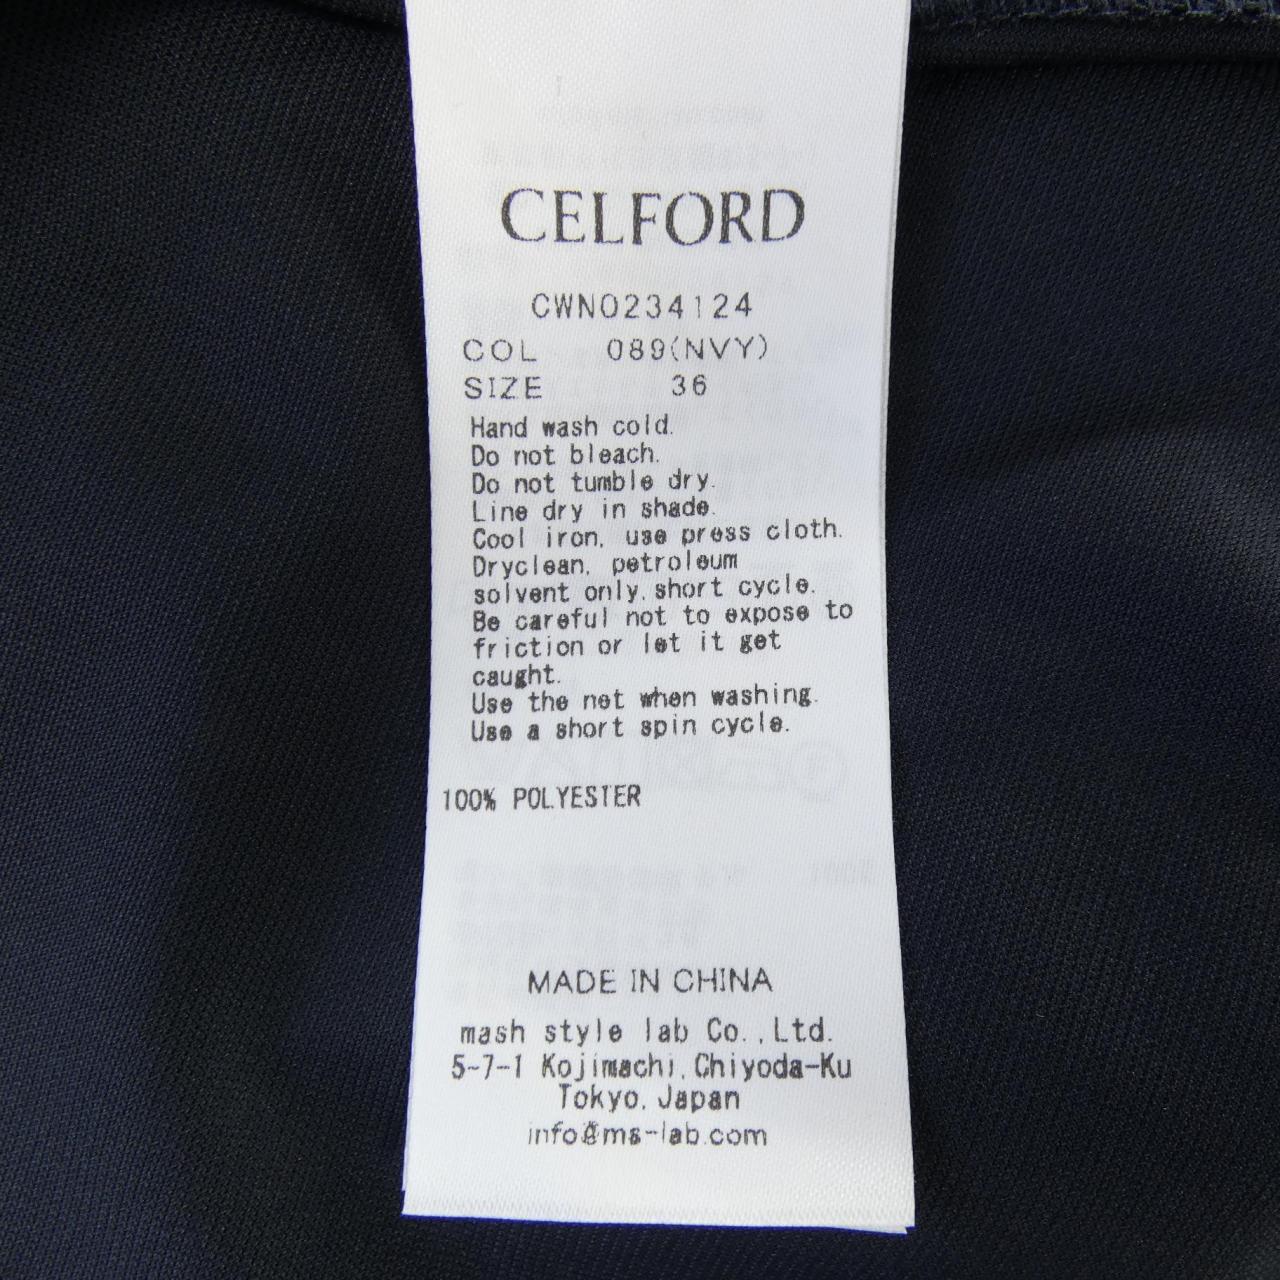 CELFORD
CWNO234124
COL 089(NVY)
SIZE 36
Hand wash cold.
Do not bleach.
Do not tumble dry.
Line dry in shade.
Cool iron, use press cloth.
Dryclean, petroleum
solvent only, short cycle.
Be careful not to expose to
friction or let it get
caught.
Use the net when washing.
Use a short spin cycle.
100% POLYESTER
MADE IN CHINA
mash style lab Co.,Ltd.
5-7-1 Kojimachi, Chiyoda-Ku
Tokyo, Japan
info@ms-lab.com